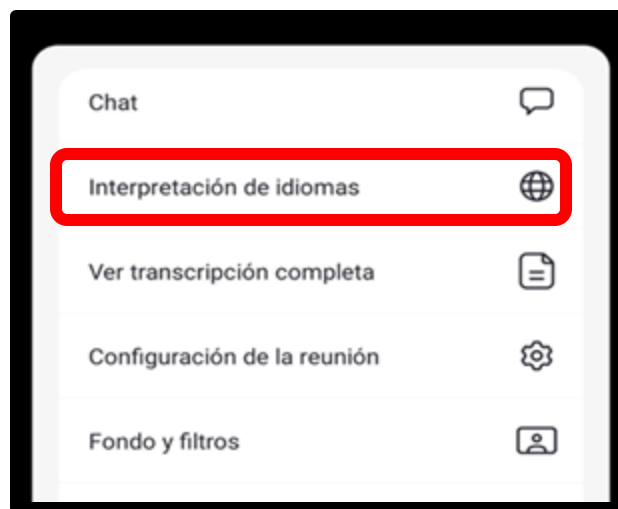 Chat
Interpretación de idiomas
Ver transcripción completa
Configuración de la reunión
Fondo y filtros